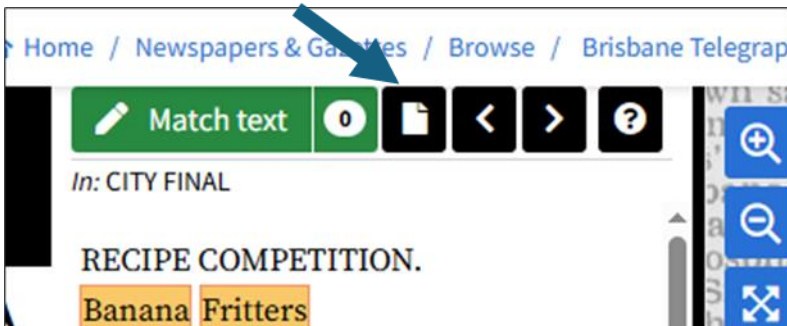 Home / Newspapers & Gazettes / Browse / Brisbane Telegrap
Match text 0
In: CITY FINAL
RECIPE COMPETITION.
Banana Fritters